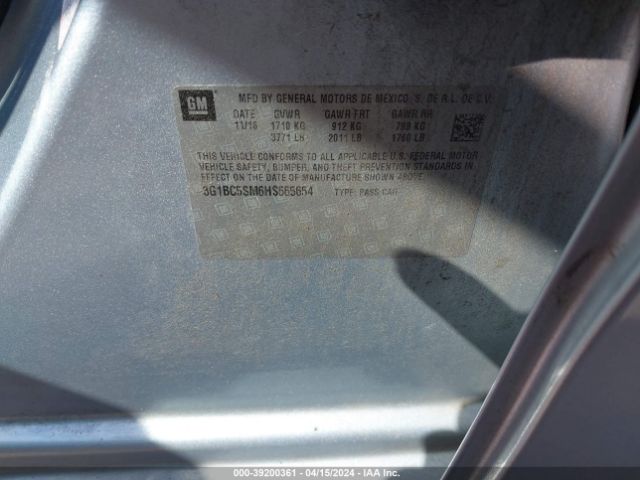 GM
MFD BY GENERAL MOTORS DE MEXICO, S. DE R.L. DE C.V.
DATE GVWR GAWR FRT GAWR RR
11/16 1710 KG 912 KG 799 KG
3771 LB 2011 LB 1760 LB
THIS VEHICLE CONFORMS TO ALL APPLICABLE U.S. FEDERAL MOTOR
VEHICLE SAFETY, BUMPER, AND THEFT PREVENTION STANDARDS IN
EFFECT ON THE DATE OF MANUFACTURE SHOWN ABOVE.
3G1BC5SM6HS565654 TYPE: PASS CAR
000-39200361 - 04/15/2024 - IAA Inc.